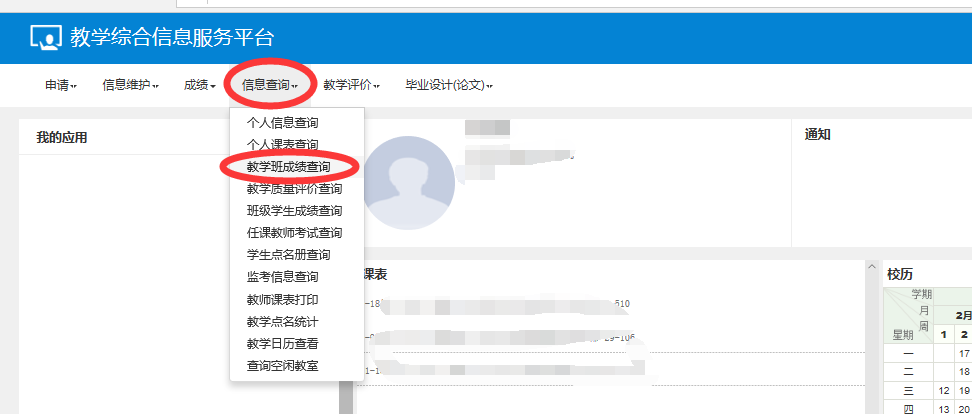 教学综合信息服务平台
申请 信息维护 成绩 信息查询 教学评价 毕业设计(论文)
我的应用
个人信息查询
个人课表查询
教学班成绩查询
教学质量评价查询
班级学生成绩查询
任课教师考试查询
学生点名册查询
监考信息查询
教师课表打印
教学点名统计
教学日历查看
查询空闲教室
通知
课表
510
29-106
校历
学期
月
周
星期
2月
1 2
一 17
二 18
三 12 19
四 13 20